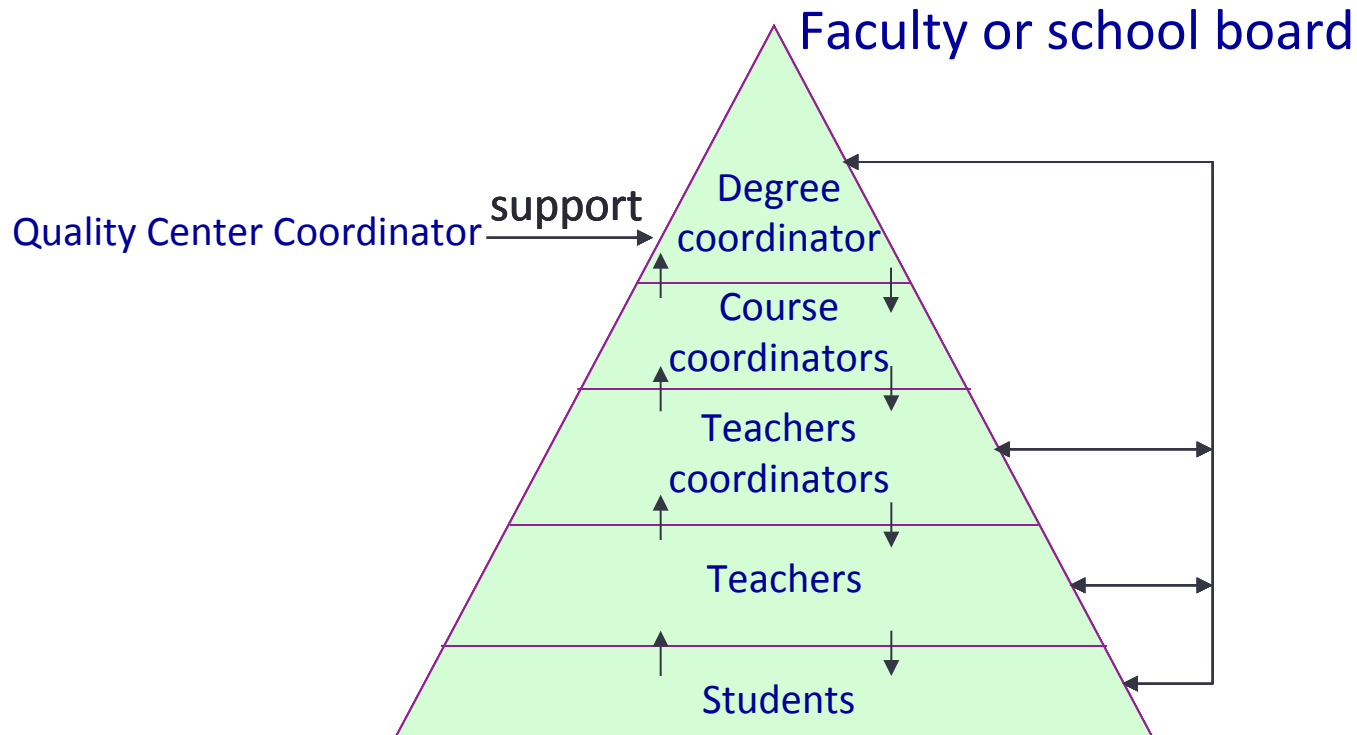 Faculty or school board
Degree
coordinator
support
Quality Center Coordinator
Course
coordinators
Teachers
coordinators
Teachers
Students